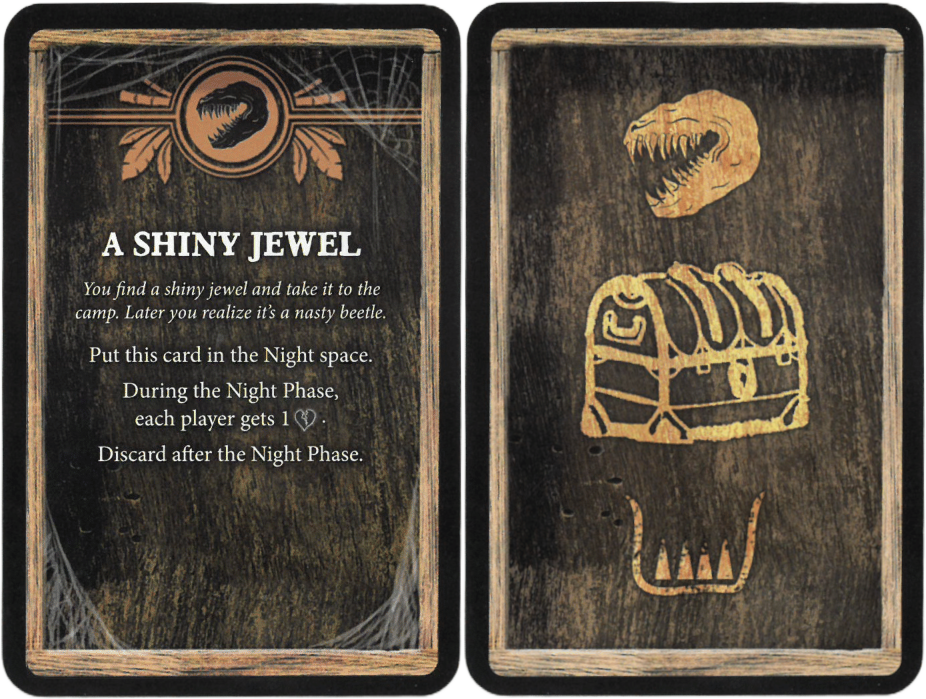 A SHINY JEWEL
You find a shiny jewel and take it to the
camp. Later you realize it's a nasty beetle.
Put this card in the Night space.
During the Night Phase,
each player gets 1 .
Discard after the Night Phase.